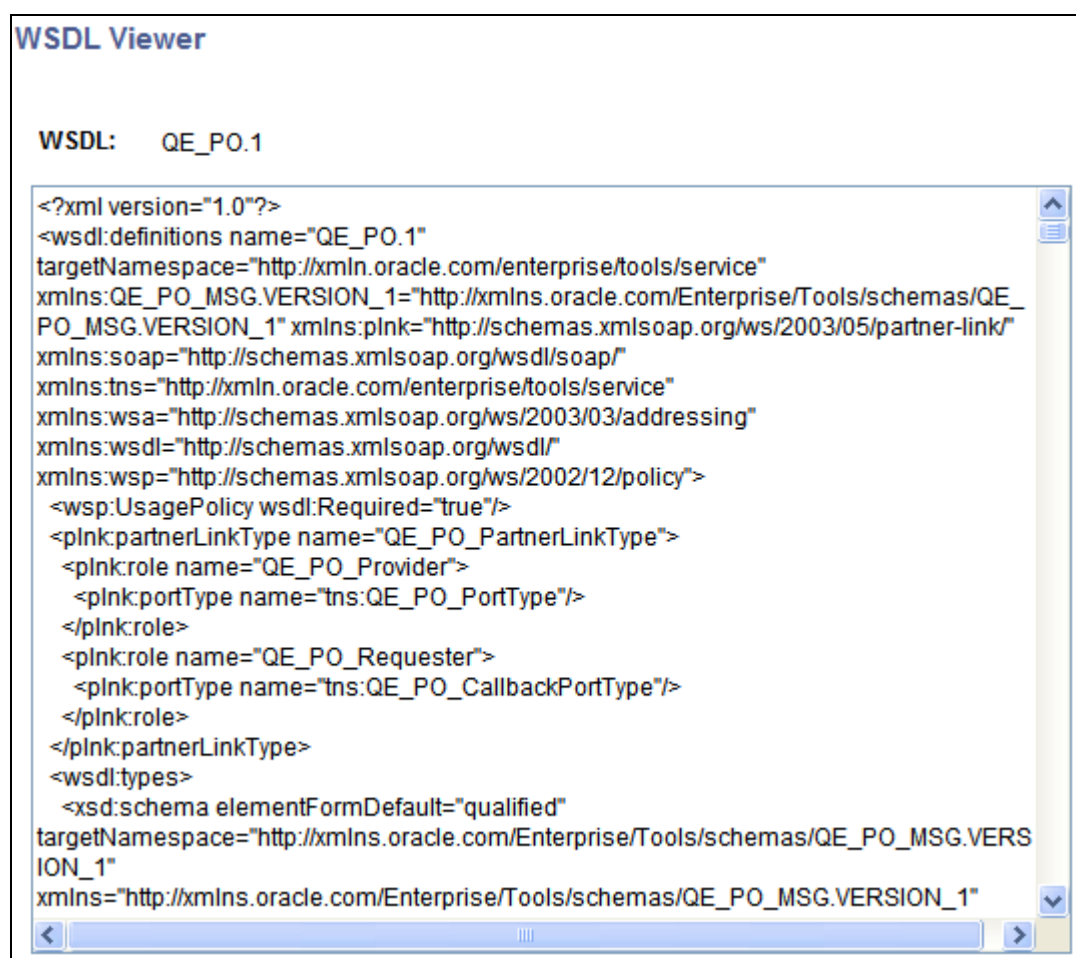 WSDL Viewer
WSDL: QE_PO.1
<?xml version="1.0"?>
<wsdl:definitions name="QE_PO.1"
targetNamespace="http://xmln.oracle.com/enterprise/tools/service"
xmlns:QE_PO_MSG.VERSION_1="http://xmlns.oracle.com/Enterprise/Tools/schemas/QE_
PO_MSG.VERSION_1" xmlns:plnk="http://schemas.xmlsoap.org/ws/2003/05/partner-link/"
xmlns:soap="http://schemas.xmlsoap.org/wsdl/soap/"
xmlns:tns="http://xmln.oracle.com/enterprise/tools/service"
xmlns:wsa="http://schemas.xmlsoap.org/ws/2003/03/addressing"
xmlns:wsdl="http://schemas.xmlsoap.org/wsdl/"
xmlns:wsp="http://schemas.xmlsoap.org/ws/2002/12/policy">
<wsp:UsagePolicy wsdl:Required="true"/>
<plnk:partnerLinkType name="QE_PO_PartnerLinkType">
<plnk:role name="QE_PO_Provider">
<plnk:portType name="tns:QE_PO_PortType"/>
</plnk:role>
<plnk:role name="QE_PO_Requester">
<plnk:portType name="tns:QE_PO_CallbackPortType"/>
</plnk:role>
</plnk:partnerLinkType>
<wsdl:types>
<xsd:schema elementFormDefault="qualified"
targetNamespace="http://xmlns.oracle.com/Enterprise/Tools/schemas/QE_PO_MSG.VERS
ION_1"
xmlns="http://xmlns.oracle.com/Enterprise/Tools/schemas/QE_PO_MSG.VERSION_1"